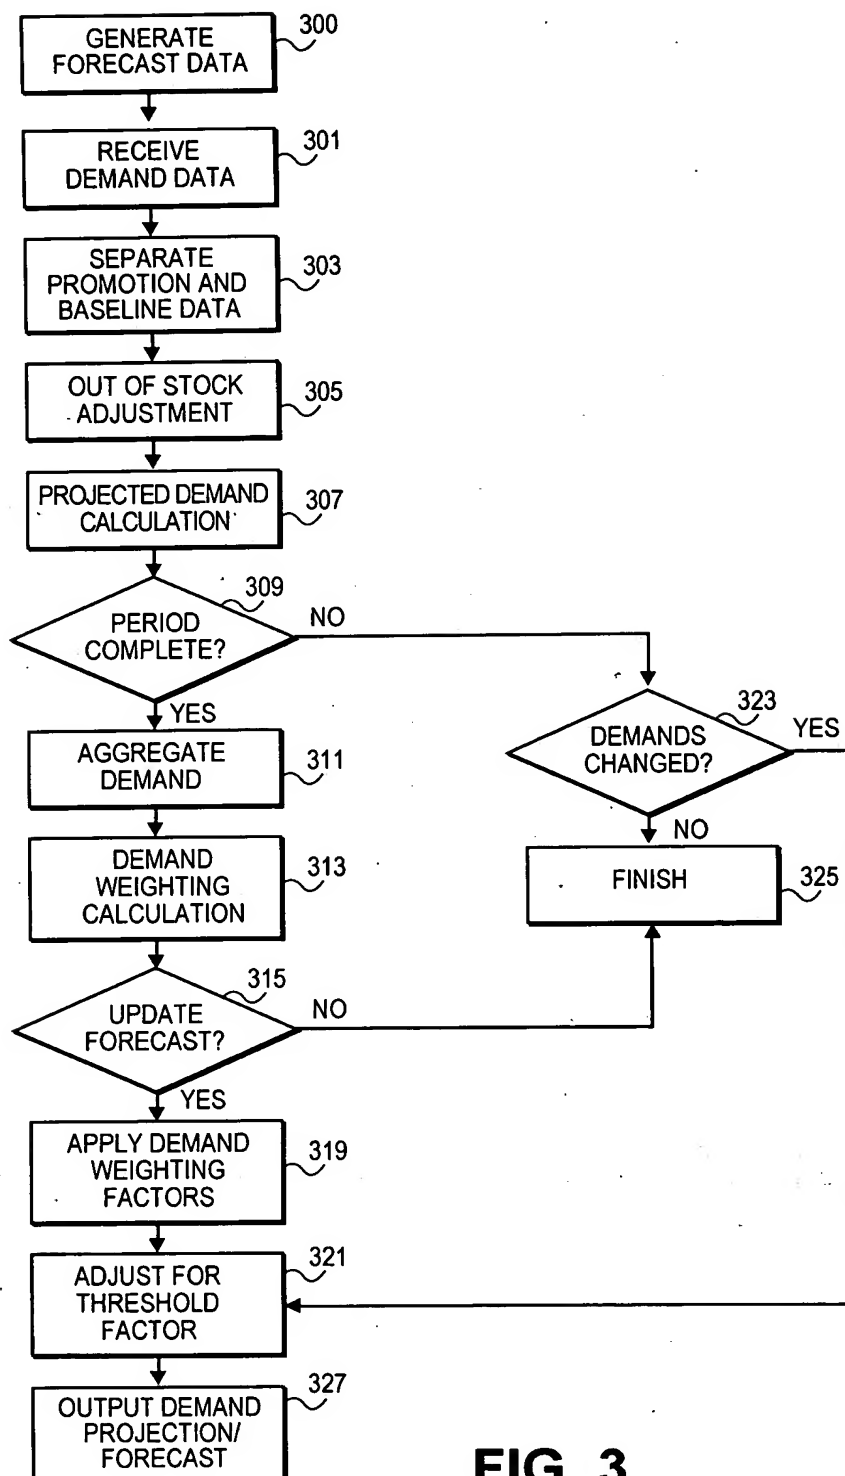 GENERATE
FORECAST DATA
300
RECEIVE
DEMAND DATA
301
SEPARATE
PROMOTION AND
BASELINE DATA
303
OUT OF STOCK
ADJUSTMENT
305
PROJECTED DEMAND
CALCULATION
307
PERIOD
COMPLETE?
309
NO
YES
DEMANDS
CHANGED?
323
YES
NO
AGGREGATE
DEMAND
311
FINISH
325
DEMAND
WEIGHTING
CALCULATION
313
UPDATE
FORECAST?
315
NO
YES
APPLY DEMAND
WEIGHTING
FACTORS
319
ADJUST FOR
THRESHOLD
FACTOR
321
OUTPUT DEMAND
PROJECTION/
FORECAST
327
FIG. 3